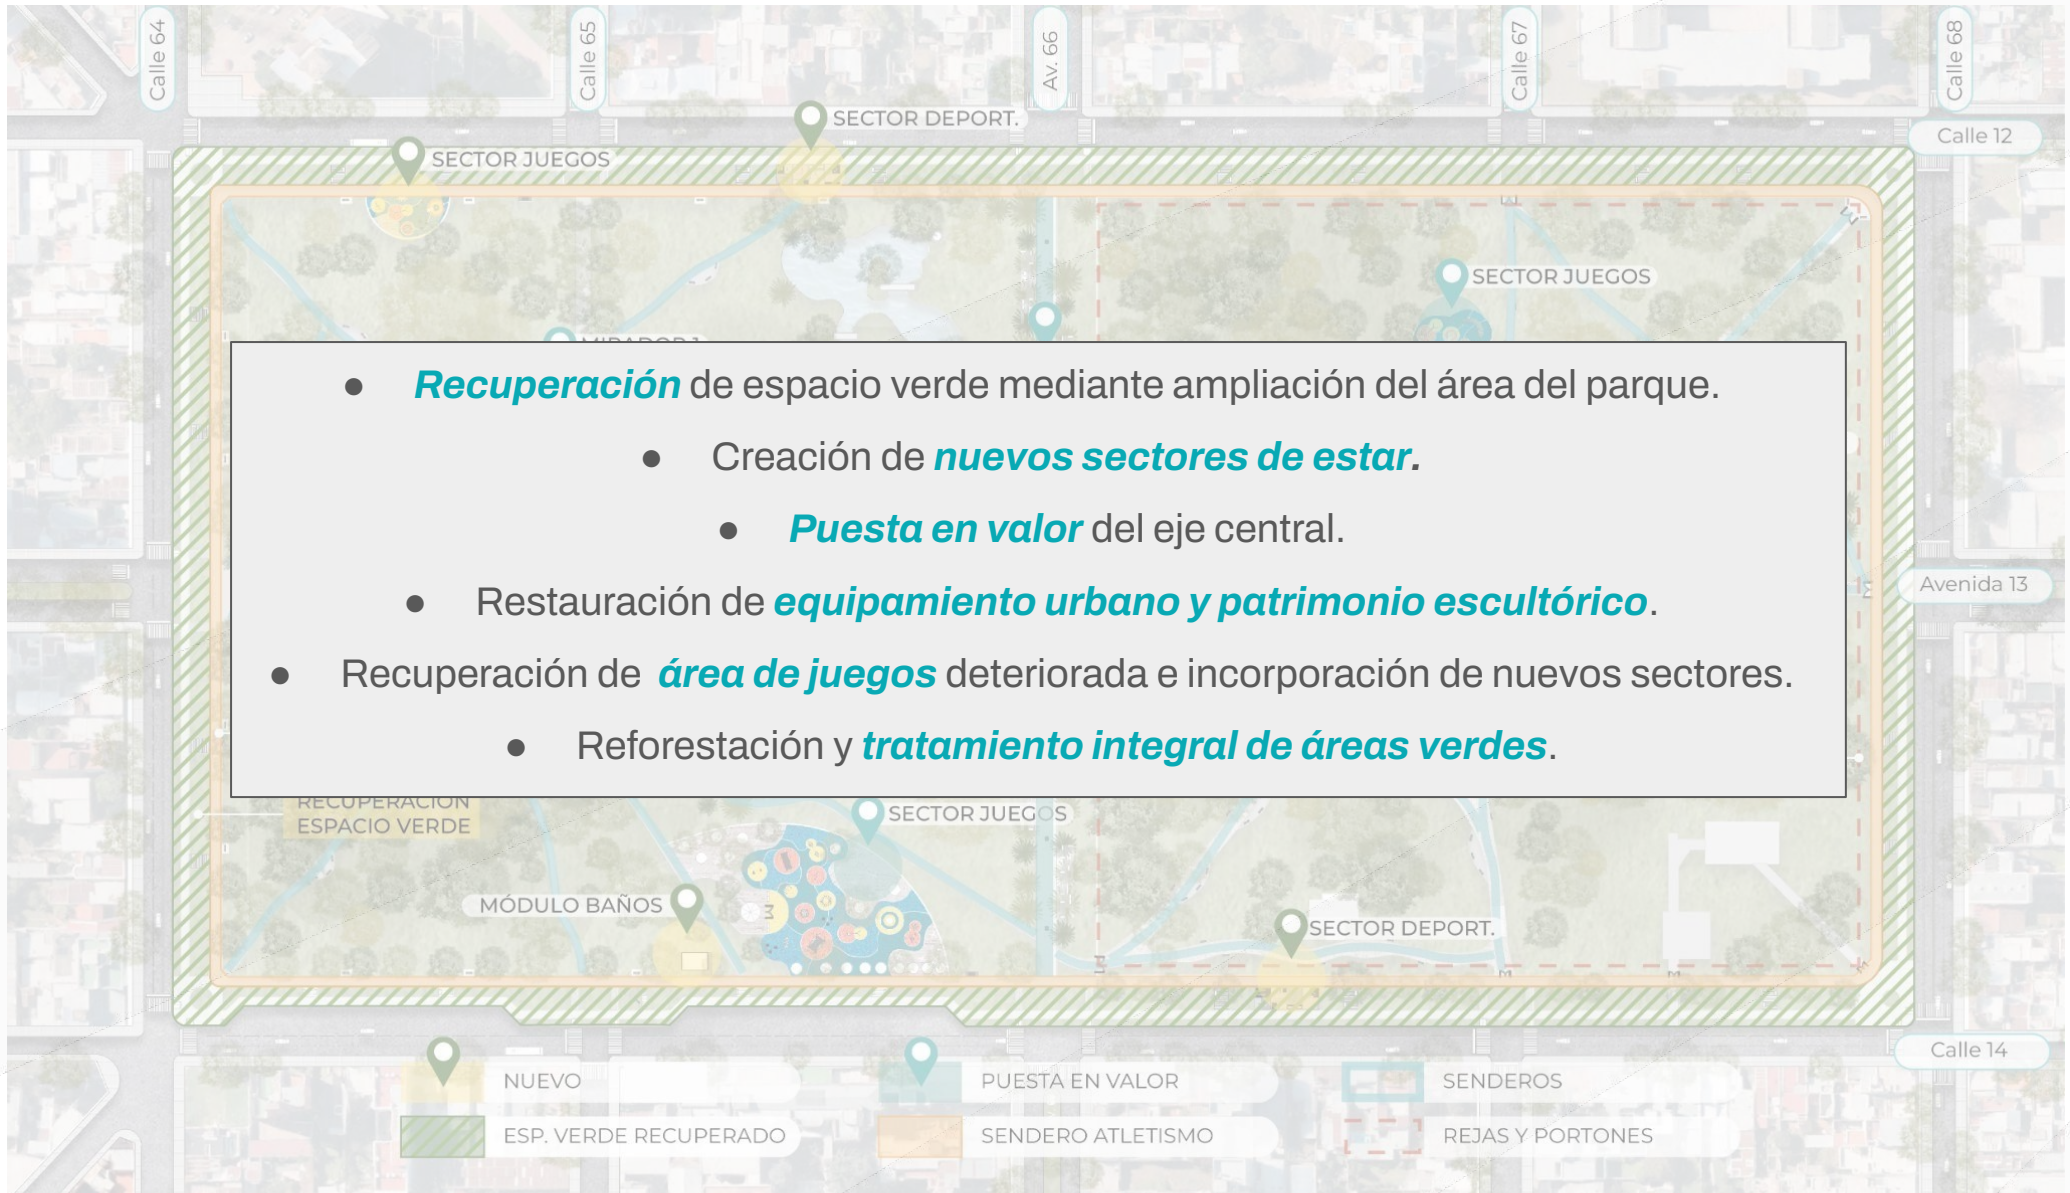 Calle 64
Calle 65
Av. 66
Calle 67
Calle 68
SECTOR DEPORT.
Calle 12
SECTOR JUEGOS
SECTOR JUEGOS
MIRADOR 1
● Recuperación de espacio verde mediante ampliación del área del parque.
● Creación de nuevos sectores de estar.
● Puesta en valor del eje central.
Avenida 13
● Restauración de equipamiento urbano y patrimonio escultórico.
● Recuperación de área de juegos deteriorada e incorporación de nuevos sectores.
● Reforestación y tratamiento integral de áreas verdes.
RECUPERACIÓN
ESPACIO VERDE
SECTOR JUEGOS
MÓDULO BAÑOS
SECTOR DEPORT.
Calle 14
NUEVO
PUESTA EN VALOR
SENDEROS
ESP. VERDE RECUPERADO
SENDERO ATLETISMO
REJAS Y PORTONES